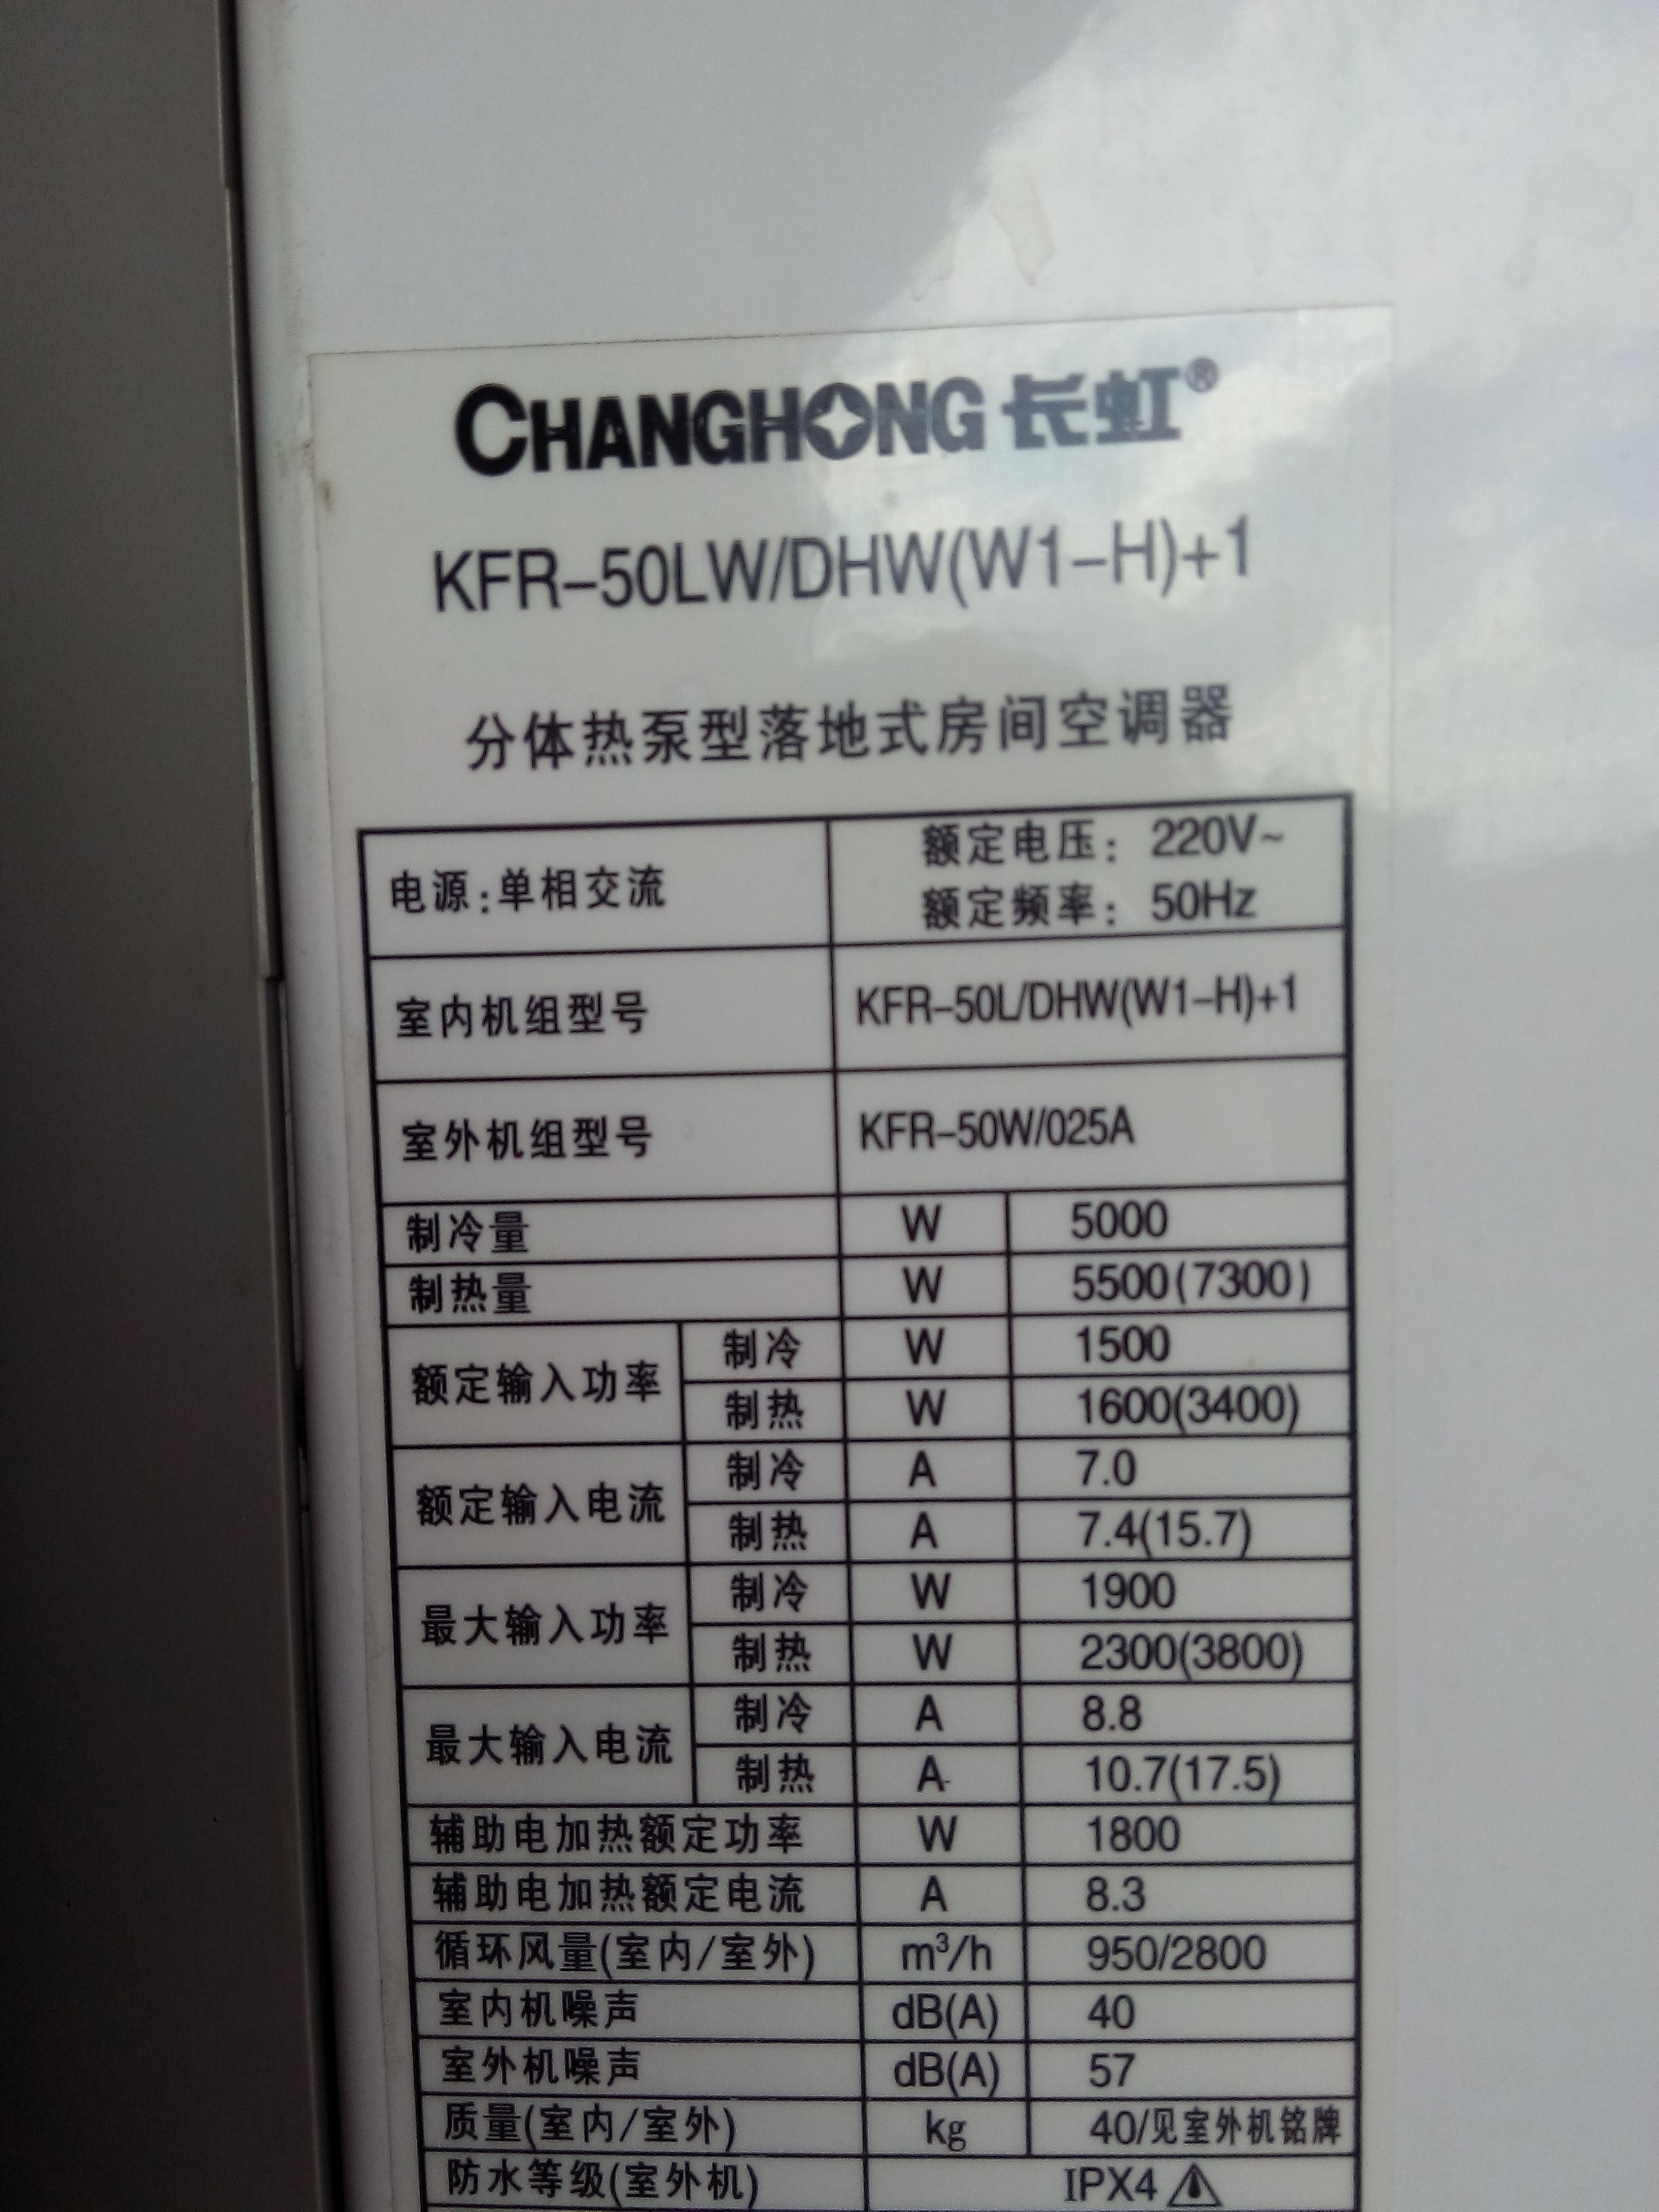 CHANGHONG 长虹®
KFR-50LW/DHW(W1-H)+1
分体热泵型落地式房间空调器
电源:单相交流 额定电压: 220V~
额定频率: 50Hz
室内机组型号 KFR-50L/DHW(W1-H)+1
室外机组型号 KFR-50W/025A
制冷量 W 5000
制热量 W 5500(7300)
额定输入功率 制冷 W 1500
制热 W 1600(3400)
额定输入电流 制冷 A 7.0
制热 A 7.4(15.7)
最大输入功率 制冷 W 1900
制热 W 2300(3800)
最大输入电流 制冷 A 8.8
制热 A 10.7(17.5)
辅助电加热额定功率 W 1800
辅助电加热额定电流 A 8.3
循环风量(室内/室外) m³/h 950/2800
室内机噪声 dB(A) 40
室外机噪声 dB(A) 57
质量(室内/室外) kg 40/见室外机铭牌
防水等级(室外机) IPX4